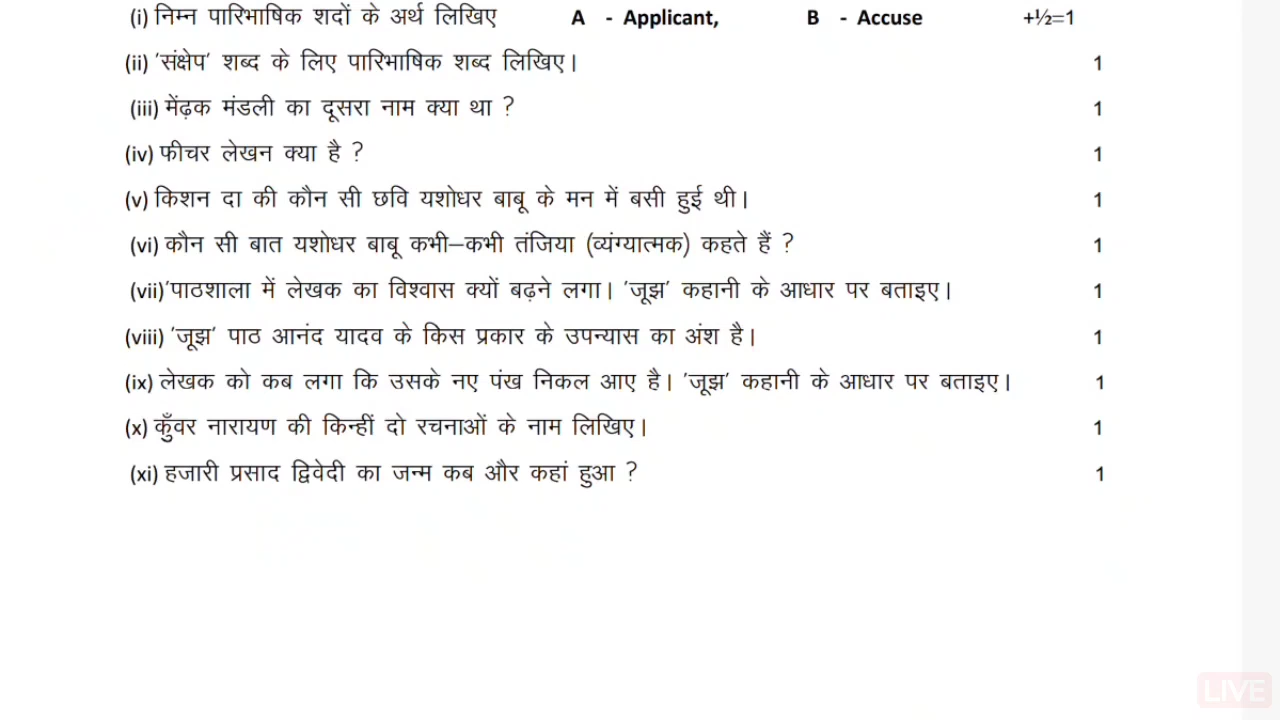 (i) निम्न पारिभाषिक शदों के अर्थ लिखिए A - Applicant, B - Accuse +½=1
(ii) 'संक्षेप' शब्द के लिए पारिभाषिक शब्द लिखिए। 1
(iii) मेंढ़क मंडली का दूसरा नाम क्या था ? 1
(iv) फीचर लेखन क्या है ? 1
(v) किशन दा की कौन सी छवि यशोधर बाबू के मन में बसी हुई थी। 1
(vi) कौन सी बात यशोधर बाबू कभी–कभी तंजिया (व्यंग्यात्मक) कहते हैं ? 1
(vii) 'पाठशाला में लेखक का विश्वास क्यों बढ़ने लगा। 'जूझ' कहानी के आधार पर बताइए। 1
(viii) 'जूझ' पाठ आनंद यादव के किस प्रकार के उपन्यास का अंश है। 1
(ix) लेखक को कब लगा कि उसके नए पंख निकल आए है। 'जूझ' कहानी के आधार पर बताइए। 1
(x) कुँवर नारायण की किन्हीं दो रचनाओं के नाम लिखिए। 1
(xi) हजारी प्रसाद द्विवेदी का जन्म कब और कहां हुआ ? 1
LIVE